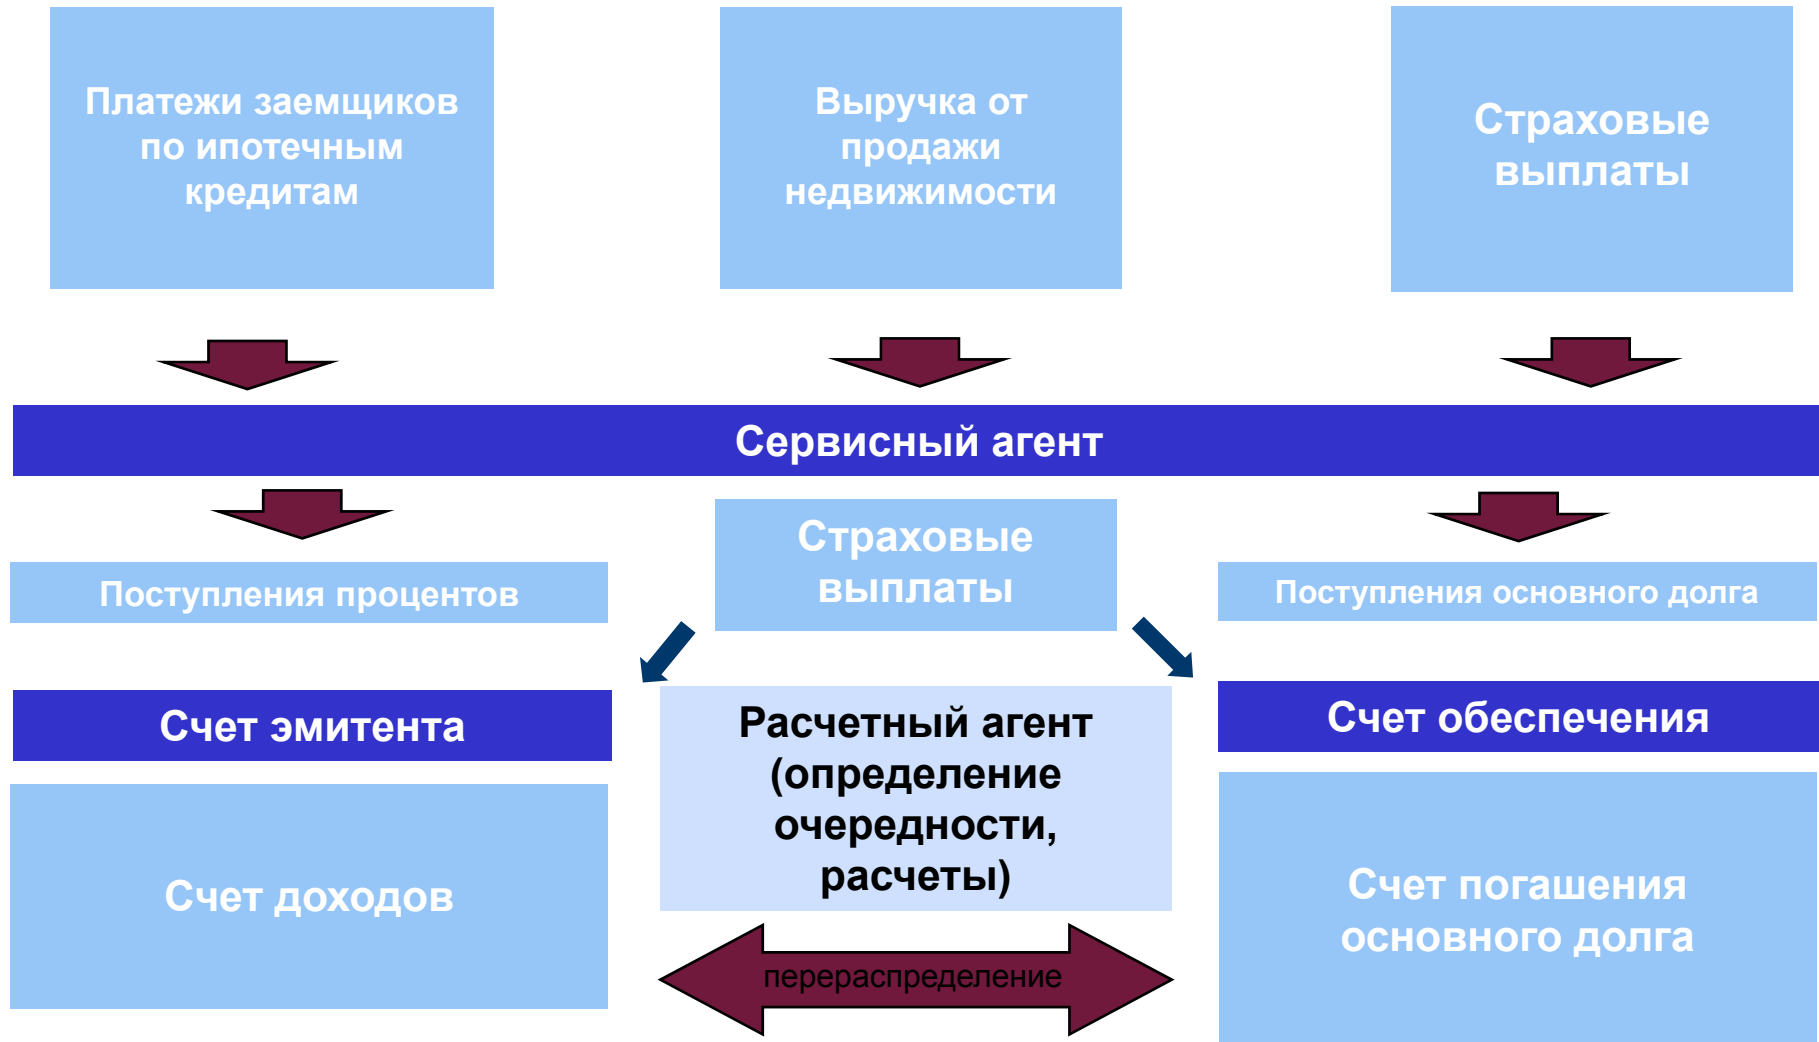 Платежи заемщиков
по ипотечным
кредитам
Выручка от
продажи
недвижимости
Страховые
выплаты
Сервисный агент
Поступления процентов
Страховые
выплаты
Поступления основного долга
Счет эмитента
Расчетный агент
(определение
очередности,
расчеты)
Счет обеспечения
Счет доходов
Счет погашения
основного долга
перераспределение